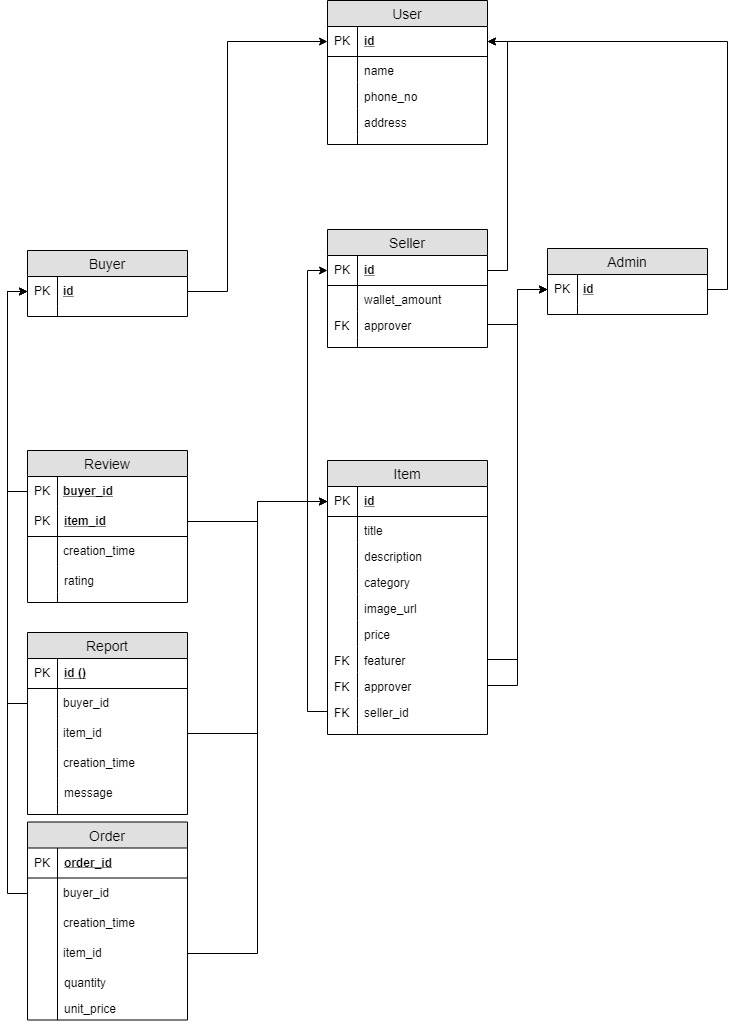 User
PK id
name
phone_no
address
Buyer
PK id
Seller
PK id
wallet_amount
FK approver
Admin
PK id
Review
PK buyer_id
PK item_id
creation_time
rating
Item
PK id
title
description
category
image_url
price
FK featurer
FK approver
FK seller_id
Report
PK id ()
buyer_id
item_id
creation_time
message
Order
PK order_id
buyer_id
creation_time
item_id
quantity
unit_price